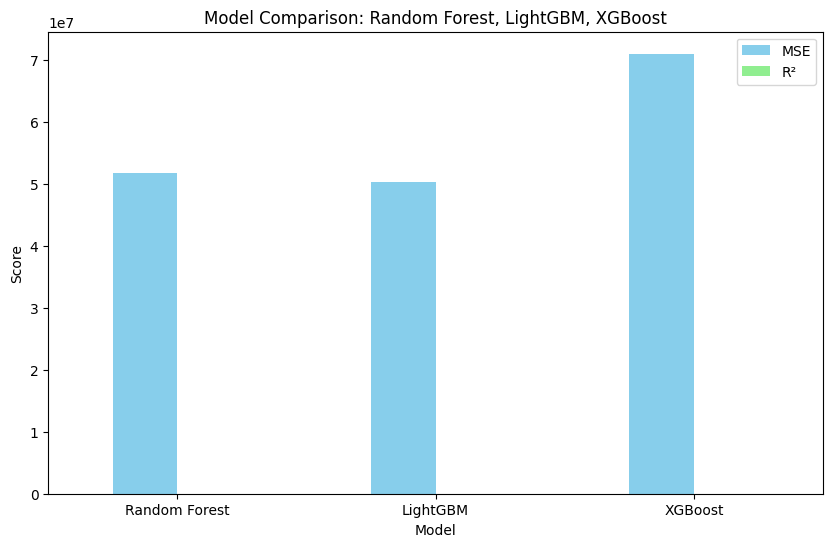 Model Comparison: Random Forest, LightGBM, XGBoost
1e7
MSE
R²
7
6
5
4
3
2
1
0
Score
Random Forest
LightGBM
XGBoost
Model